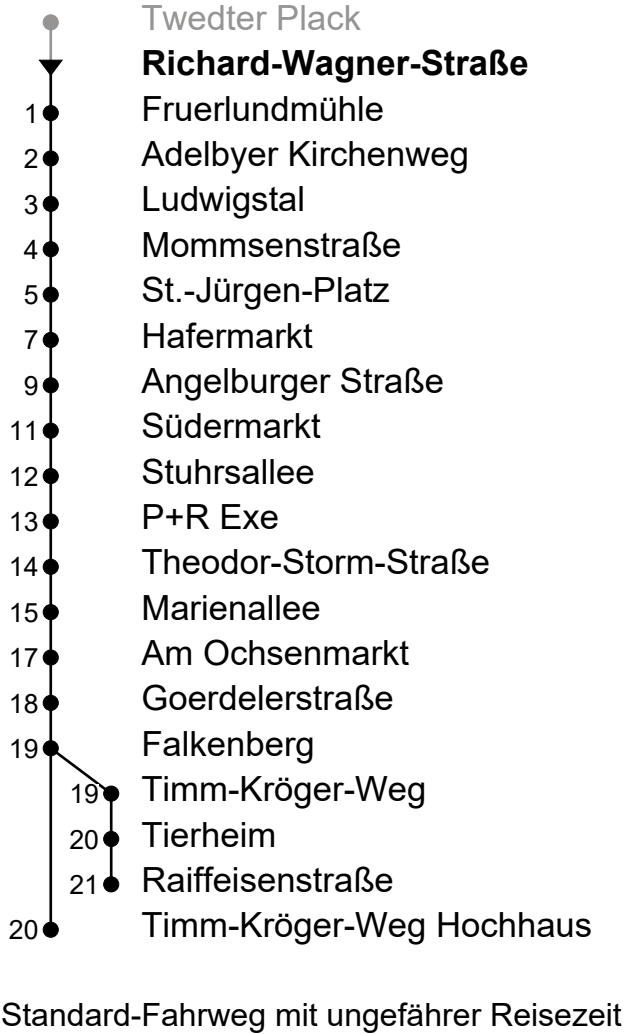 Twedter Plack
Richard-Wagner-Straße
1 Fruerlundmühle
2 Adelbyer Kirchenweg
3 Ludwigstal
4 Mommsenstraße
5 St.-Jürgen-Platz
7 Hafermarkt
9 Angelburger Straße
11 Südermarkt
12 Stuhrsallee
13 P+R Exe
14 Theodor-Storm-Straße
15 Marienallee
17 Am Ochsenmarkt
18 Goerdelerstraße
19 Falkenberg
19 Timm-Kröger-Weg
20 Tierheim
21 Raiffeisenstraße
20 Timm-Kröger-Weg Hochhaus
Standard-Fahrweg mit ungefährer Reisezeit